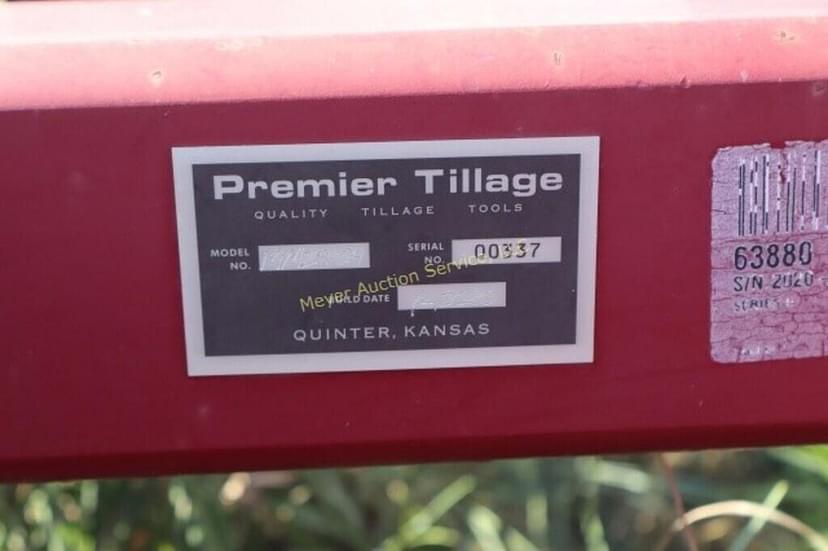 Premier Tillage
QUALITY TILLAGE TOOLS
MODEL NO.
SERIAL NO. 00337
BUILD DATE
QUINTER, KANSAS
Meyer Auction Service
63880
S/N 2020
SERIES